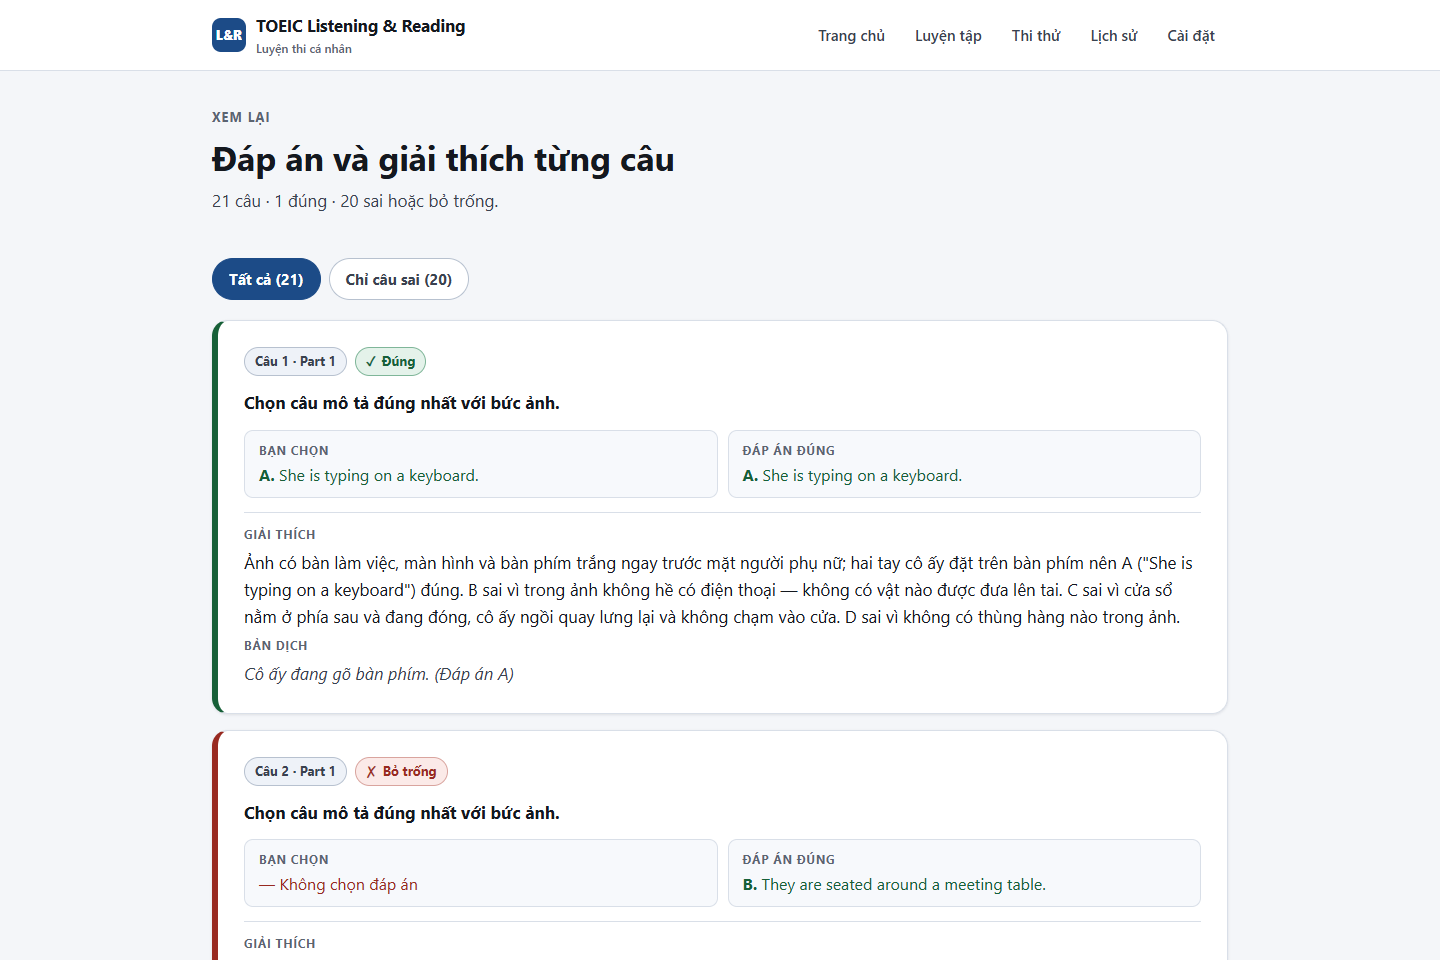 L&R
TOEIC Listening & Reading
Luyện thi cá nhân
Trang chủ
Luyện tập
Thi thử
Lịch sử
Cài đặt
XEM LẠI
Đáp án và giải thích từng câu
21 câu · 1 đúng · 20 sai hoặc bỏ trống.
Tất cả (21)
Chỉ câu sai (20)
Câu 1 · Part 1
✓ Đúng
Chọn câu mô tả đúng nhất với bức ảnh.
BẠN CHỌN
A. She is typing on a keyboard.
ĐÁP ÁN ĐÚNG
A. She is typing on a keyboard.
GIẢI THÍCH
Ảnh có bàn làm việc, màn hình và bàn phím trắng ngay trước mặt người phụ nữ; hai tay cô ấy đặt trên bàn phím nên A ("She is
typing on a keyboard") đúng. B sai vì trong ảnh không hề có điện thoại — không có vật nào được đưa lên tai. C sai vì cửa sổ
nằm ở phía sau và đang đóng, cô ấy ngồi quay lưng lại và không chạm vào cửa. D sai vì không có thùng hàng nào trong ảnh.
BẢN DỊCH
Cô ấy đang gõ bàn phím. (Đáp án A)
Câu 2 · Part 1
✗ Bỏ trống
Chọn câu mô tả đúng nhất với bức ảnh.
BẠN CHỌN
— Không chọn đáp án
ĐÁP ÁN ĐÚNG
B. They are seated around a meeting table.
GIẢI THÍCH